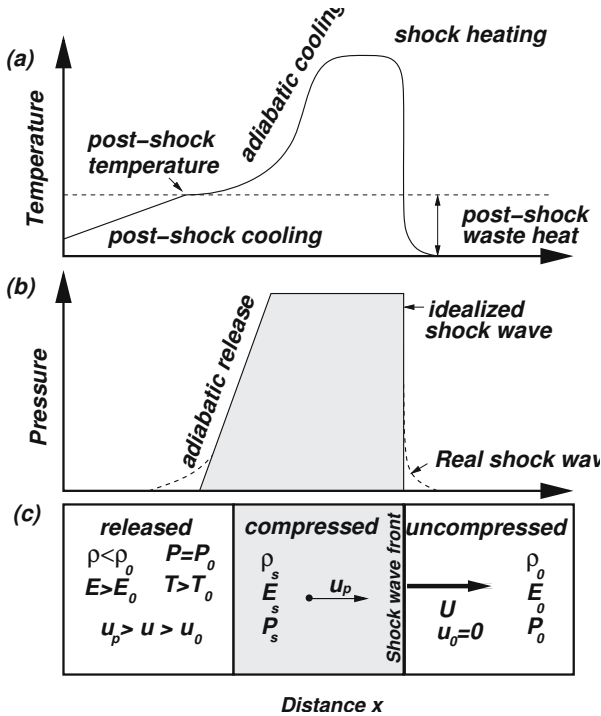 (a)
shock heating
adiabatic cooling
Temperature
post-shock
temperature
post-shock cooling
post-shock
waste heat
(b)
idealized
shock wave
adiabatic release
Pressure
Real shock wav
(c)
released
ρ<ρ₀ P=P₀
E>E₀ T>T₀
uₚ> u > u₀
compressed
ρₛ
Eₛ
Pₛ
uₚ
Shock wave front
uncompressed
U
u₀=0
ρ₀
E₀
P₀
Distance x